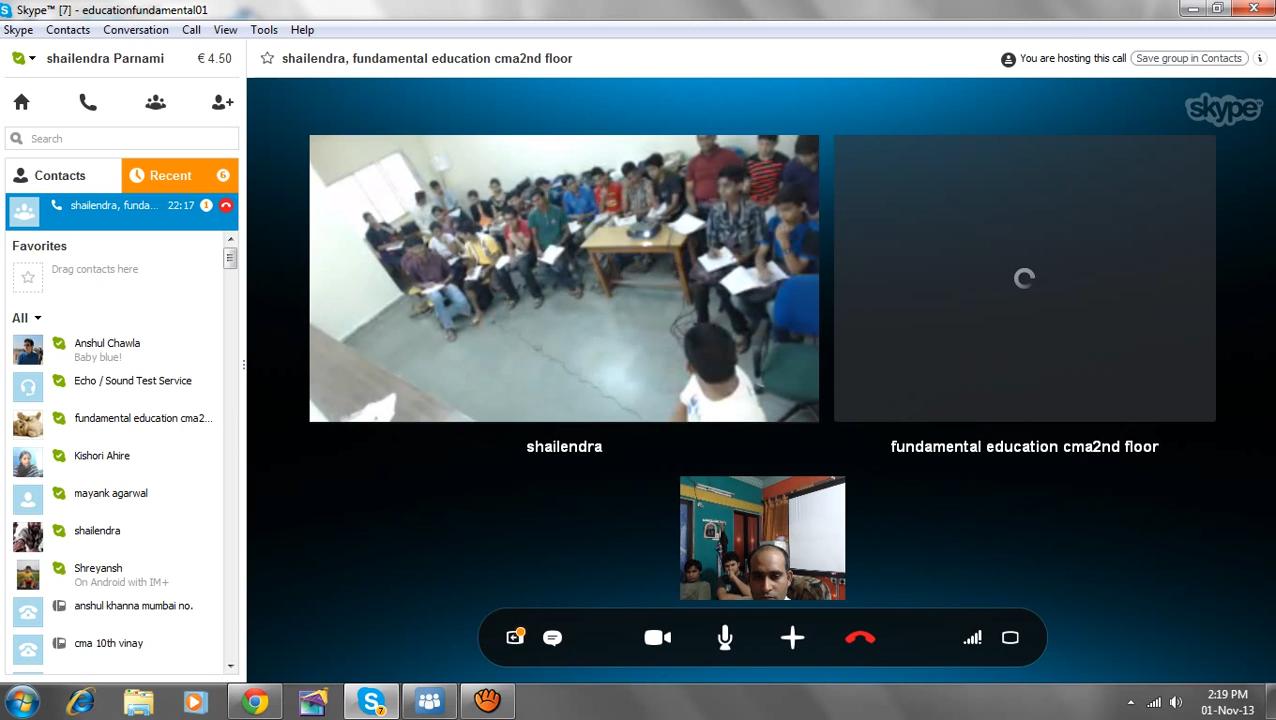 Skype™ [7] - educationfundamental01
Skype Contacts Conversation Call View Tools Help
shailendra Parnami € 4.50
shailendra, fundamental education cma2nd floor
You are hosting this call
Save group in Contacts
skype
Search
Contacts
Recent 6
shailendra, funda... 22:17 1
Favorites
Drag contacts here
All
Anshul Chawla
Baby blue!
Echo / Sound Test Service
fundamental education cma2...
Kishori Ahire
mayank agarwal
shailendra
Shreyansh
On Android with IM+
anshul khanna mumbai no.
cma 10th vinay
shailendra
fundamental education cma2nd floor
7
2:19 PM
01-Nov-13